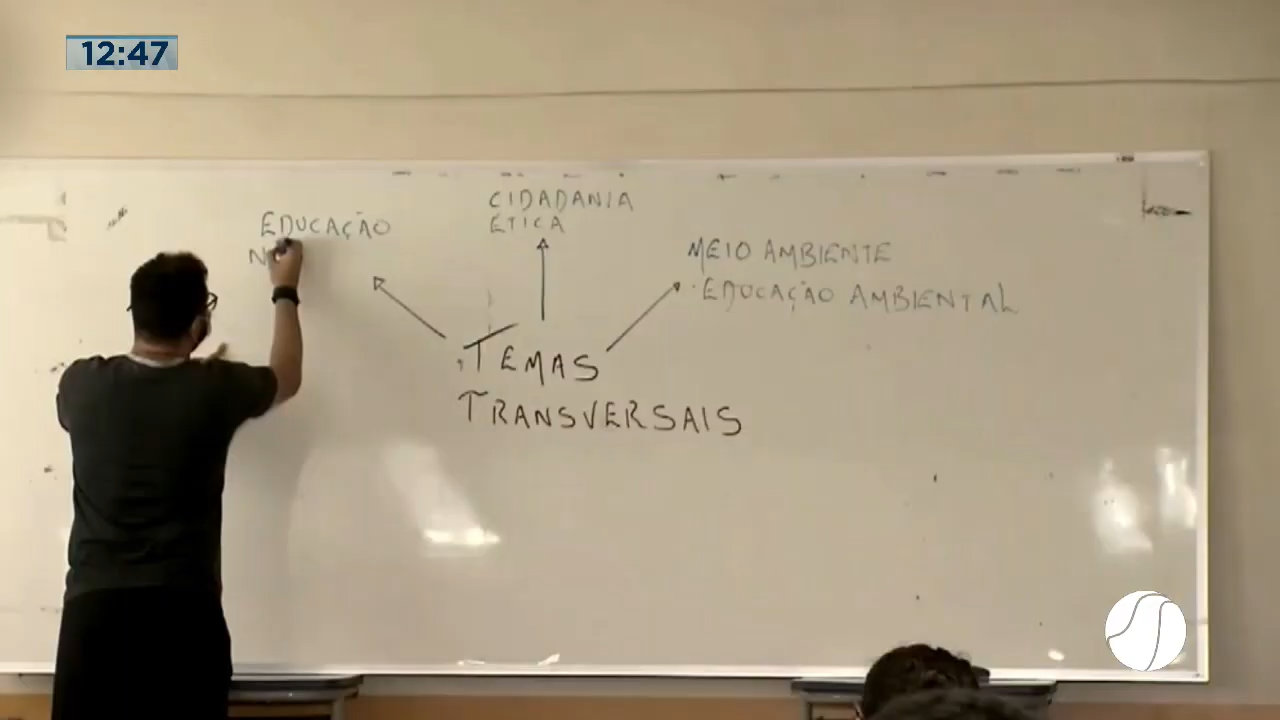 12:47
CIDADANIA
ÉTICA
EDUCAÇÃO
MEIO AMBIENTE
· EDUCAÇÃO AMBIENTAL
TEMAS
TRANSVERSAIS